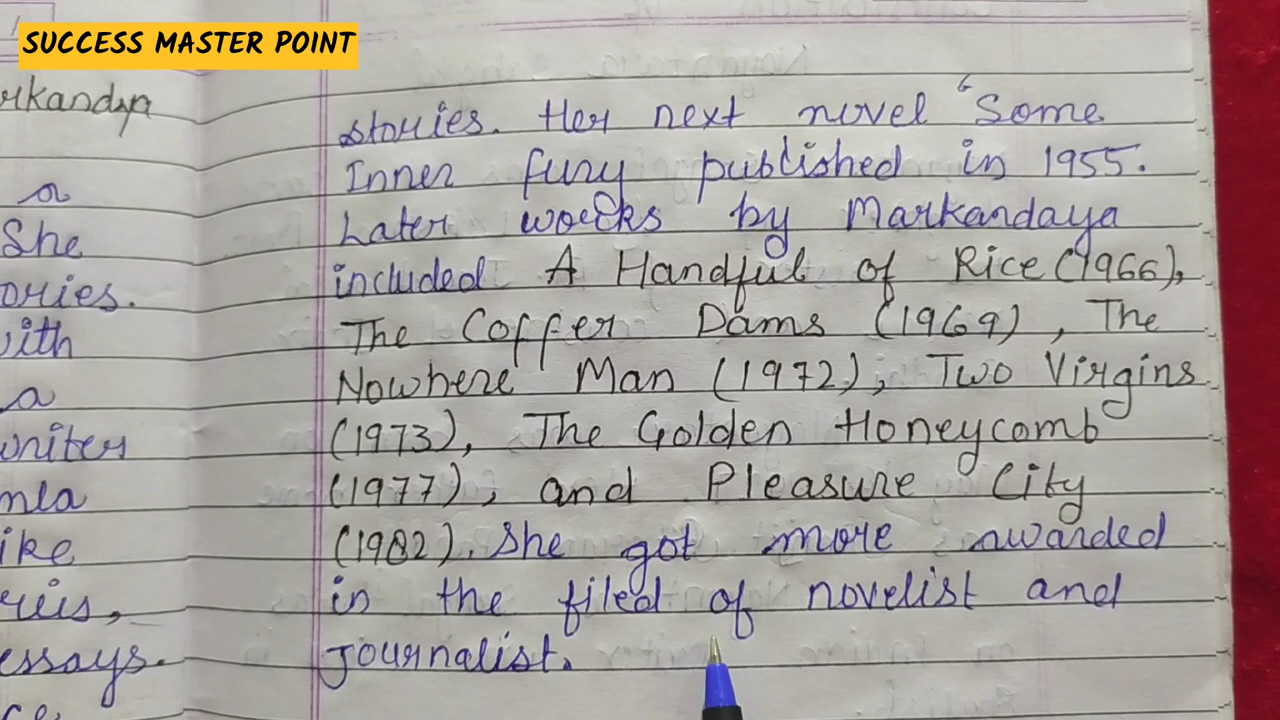 SUCCESS MASTER POINT
rkandya
a
She
ories.
with
a
writer
mla
ike
essays.
stories. Her next novel ‘Some
Inner fury published in 1955.
Later works by Markandaya
included A Handful of Rice (1966),
The Coffer Dams (1969), The
Nowhere Man (1972), Two Virgins
(1973), The Golden Honeycomb
(1977), and Pleasure City
(1982). She got more awarded
in the filed of novelist and
journalist.